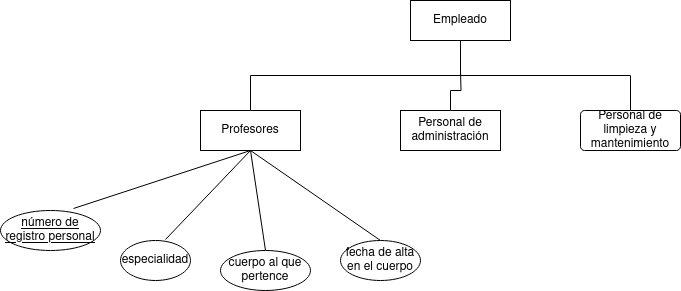 Empleado
Profesores
Personal de
administración
Personal de
limpieza y
mantenimiento
número de
registro personal
especialidad
cuerpo al que
pertence
fecha de alta
en el cuerpo